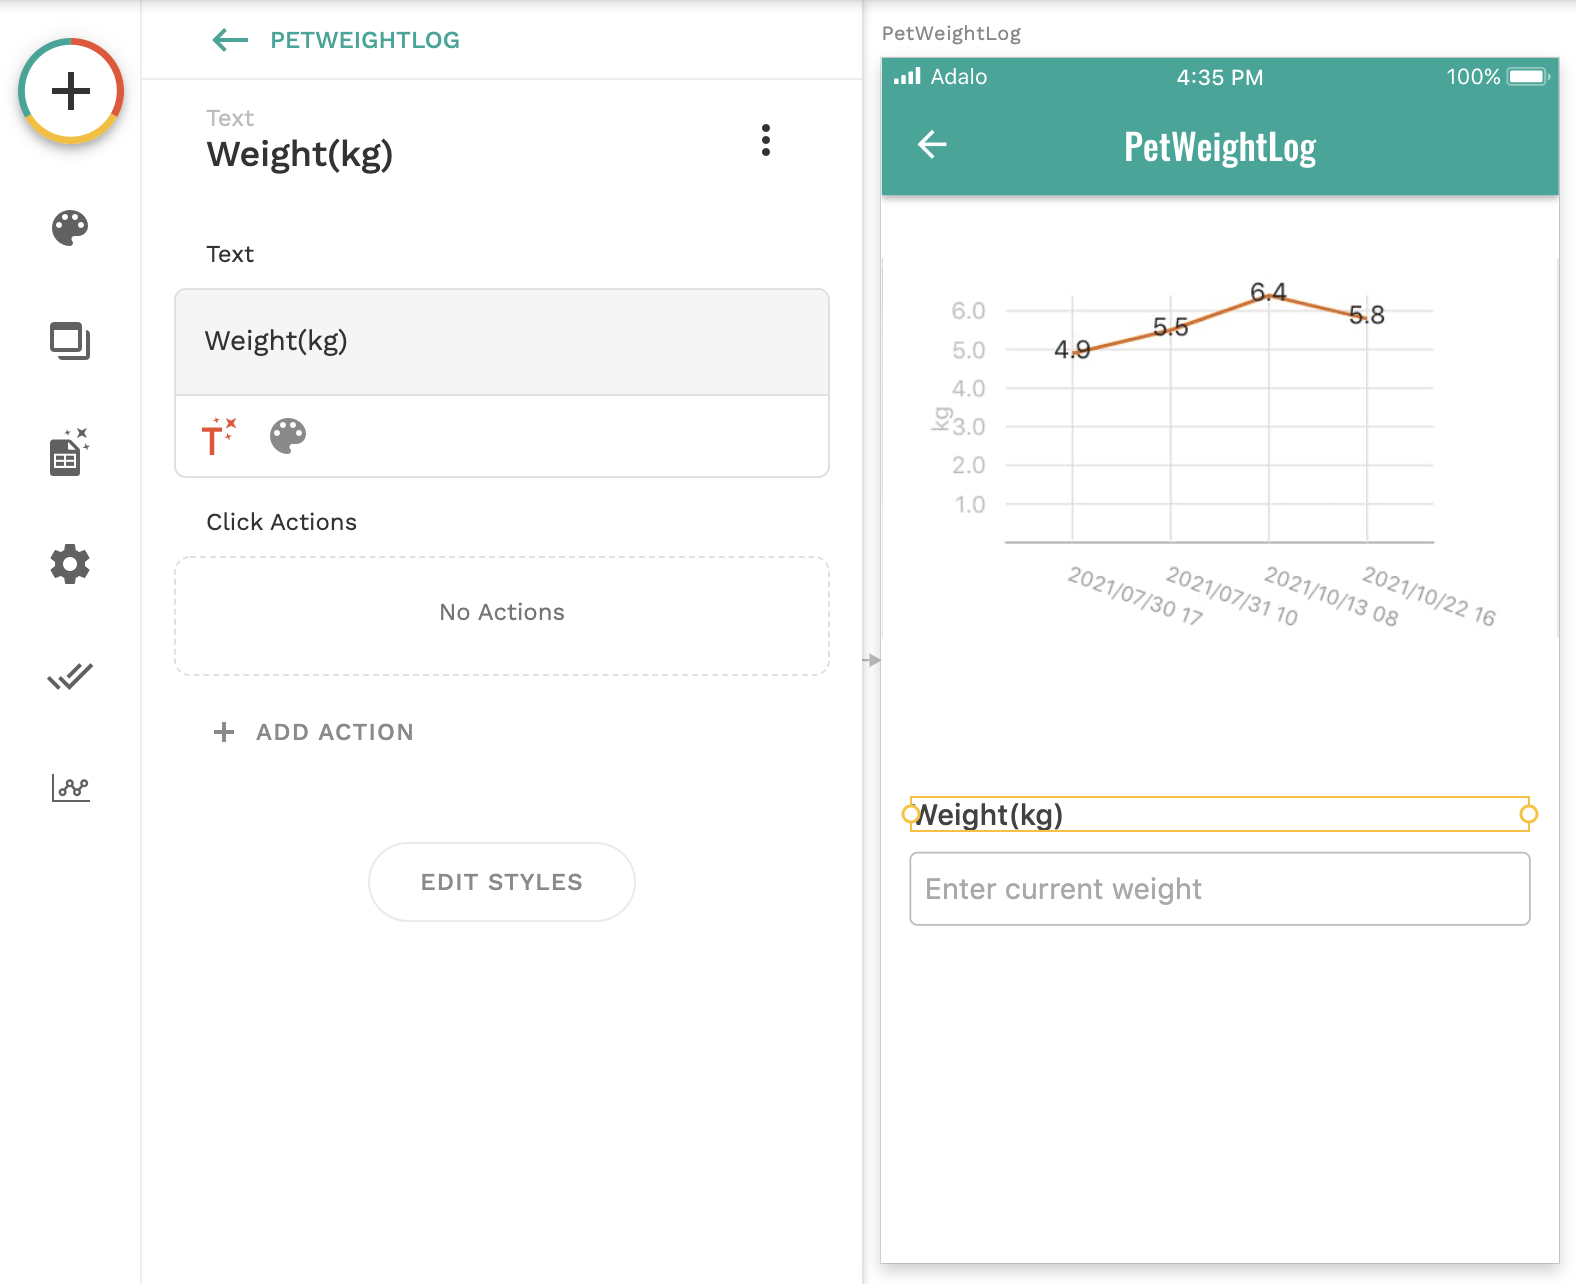 PETWEIGHTLOG
Text
Weight(kg)
Text
Weight(kg)
T
Click Actions
No Actions
ADD ACTION
EDIT STYLES
PetWeightLog
Adalo 4:35 PM 100%
PetWeightLog
6.0
5.0
4.0
3.0
2.0
1.0
kg
4.9
5.5
6.4
5.8
2021/07/30 17
2021/07/31 10
2021/10/13 08
2021/10/22 16
Weight(kg)
Enter current weight